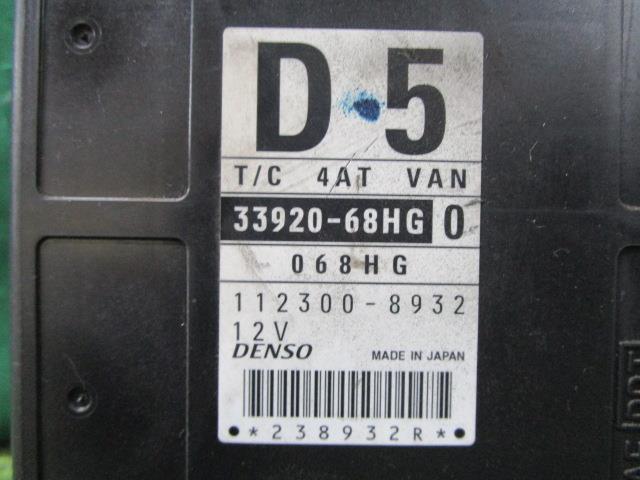 D 5
T/C 4AT VAN
33920-68HG 0
068HG
112300-8932
12V
DENSO MADE IN JAPAN
*238932R*